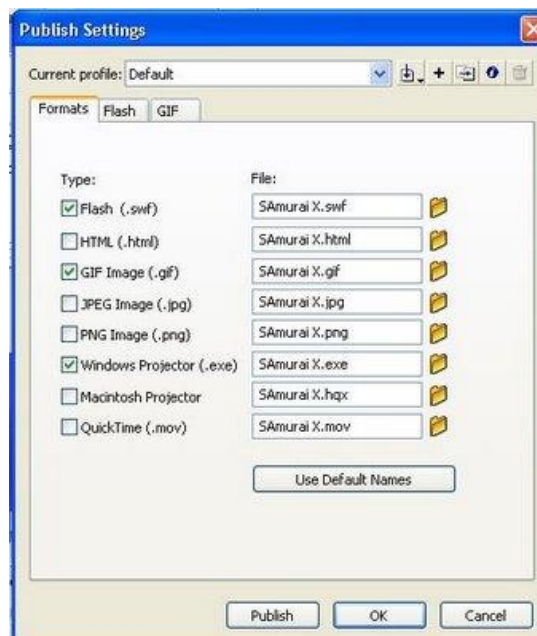 Publish Settings
Current profile: Default
Formats Flash GIF
Type: File:
Flash (.swf) SAmurai X.swf
HTML (.html) SAmurai X.html
GIF Image (.gif) SAmurai X.gif
JPEG Image (.jpg) SAmurai X.jpg
PNG Image (.png) SAmurai X.png
Windows Projector (.exe) SAmurai X.exe
Macintosh Projector SAmurai X.hqx
QuickTime (.mov) SAmurai X.mov
Use Default Names
Publish OK Cancel